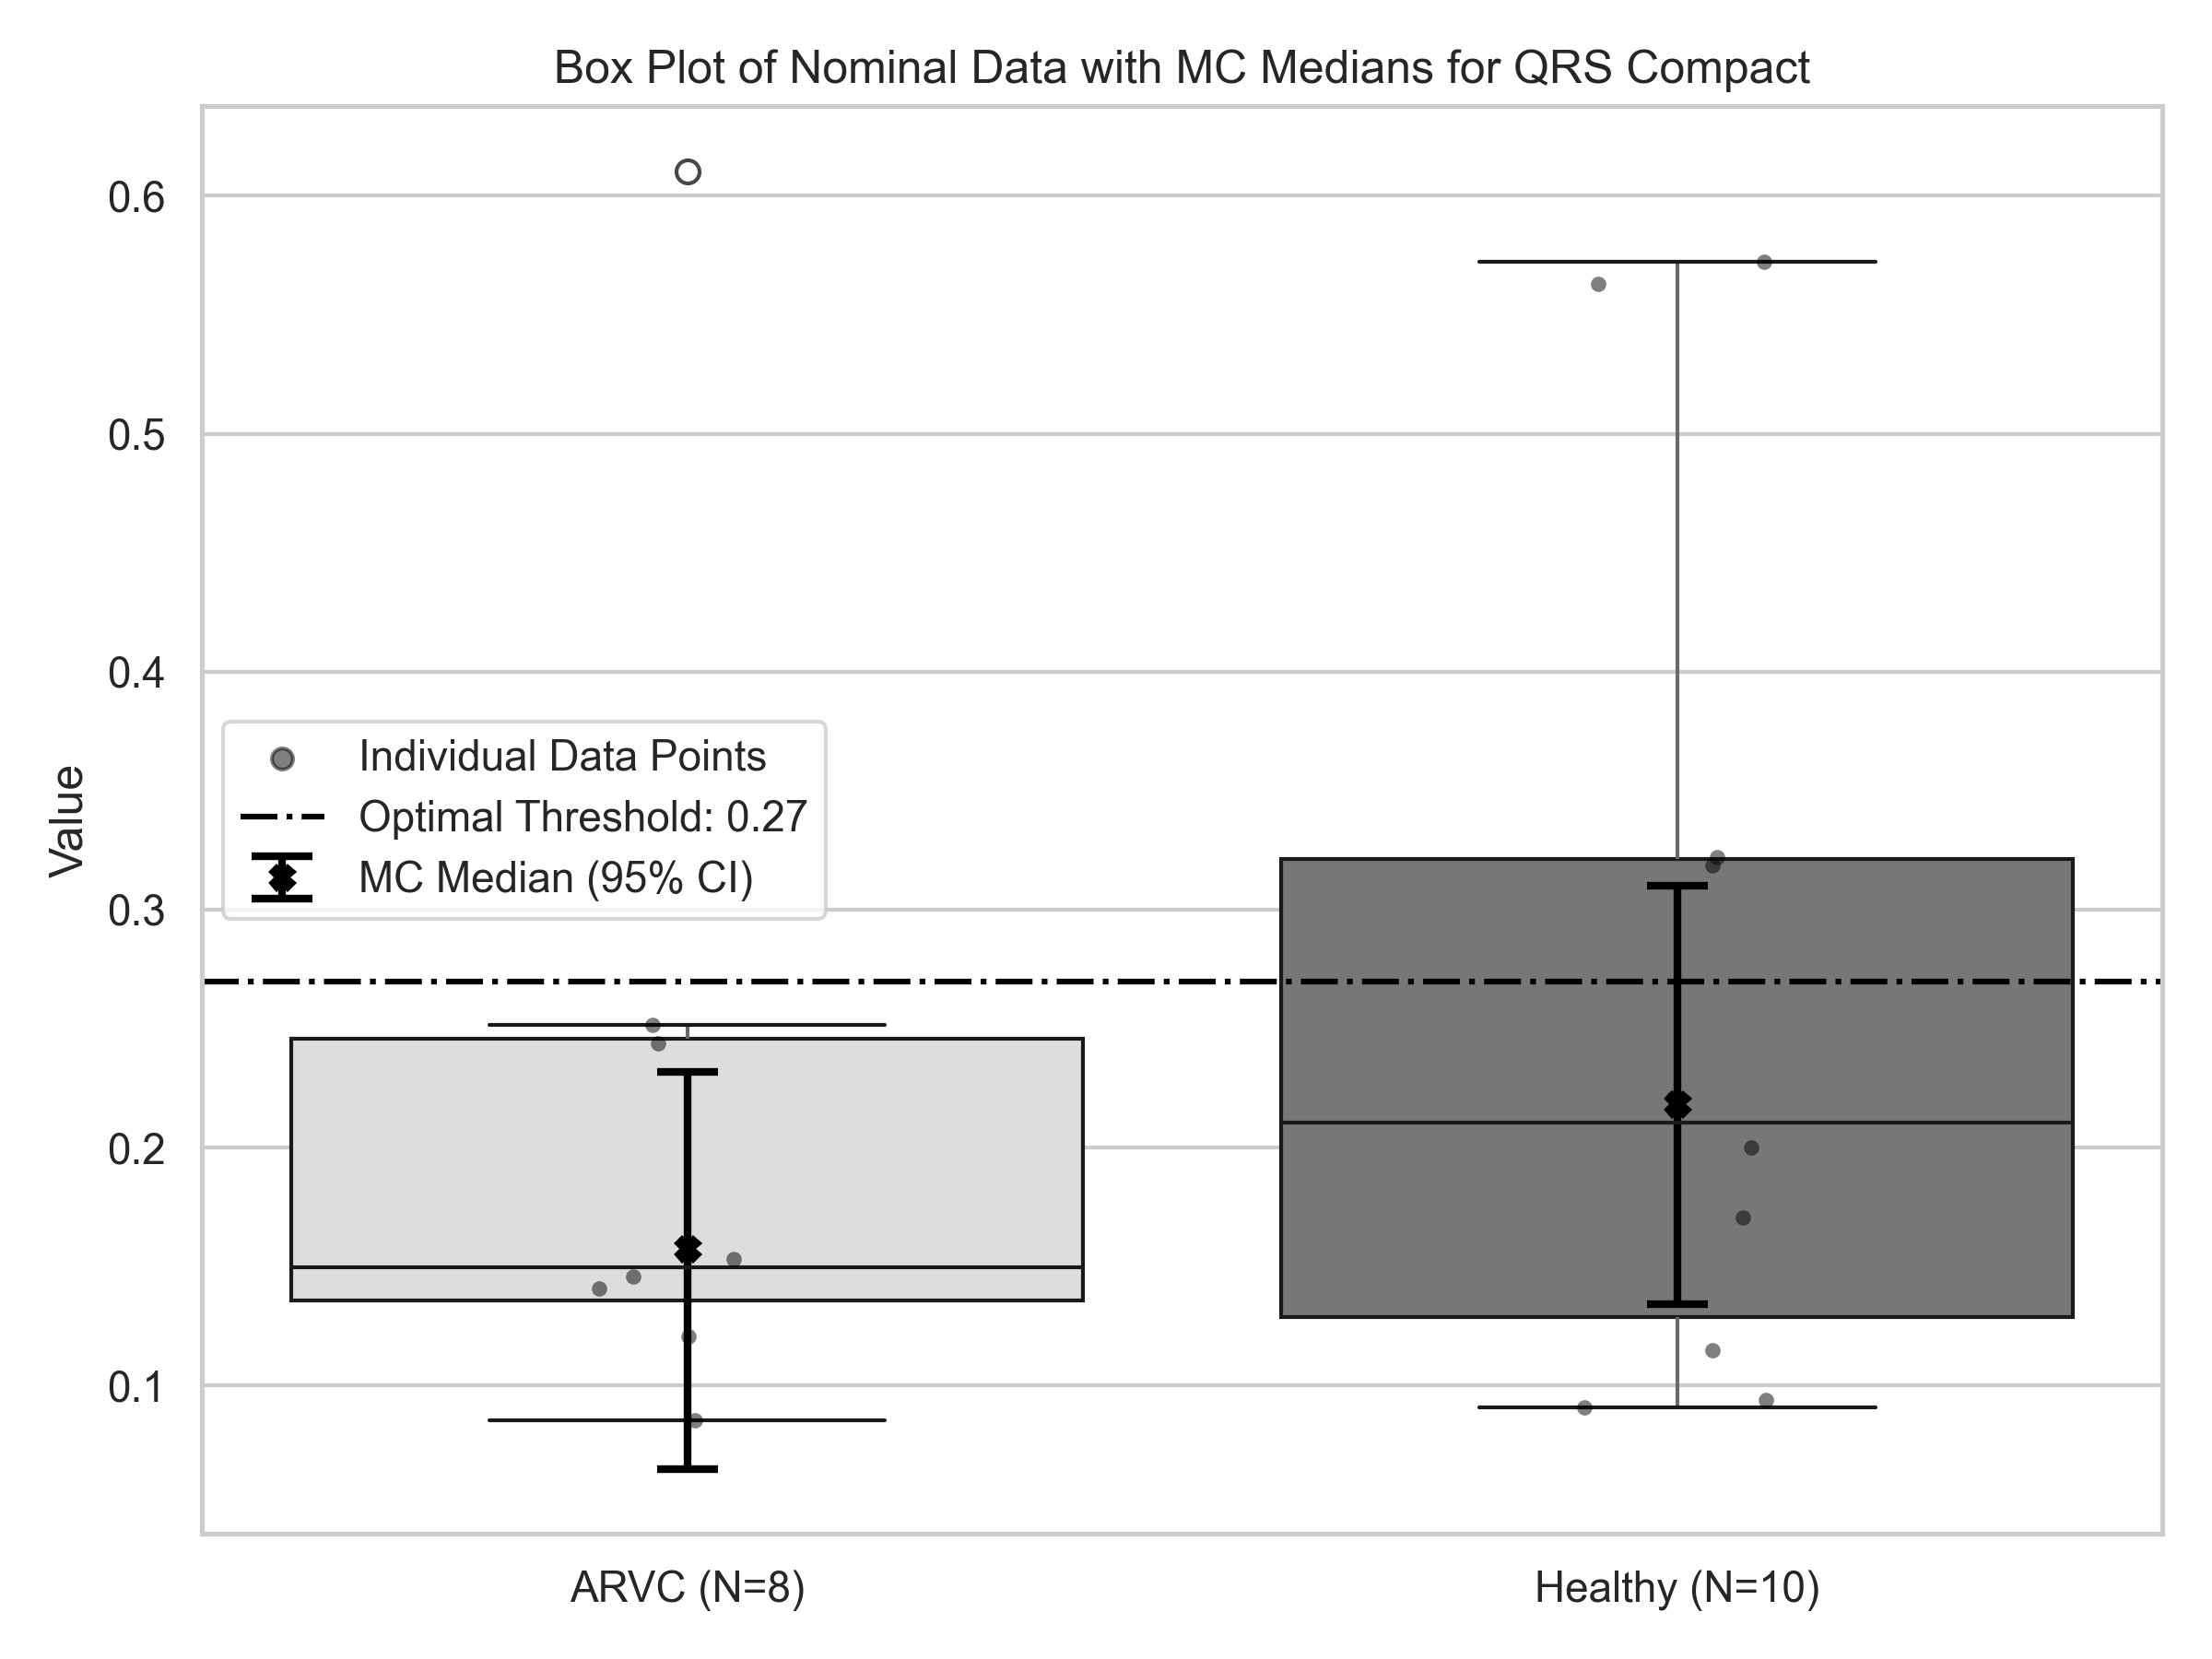 Box Plot of Nominal Data with MC Medians for QRS Compact
Value
0.6
0.5
0.4
0.3
0.2
0.1
Individual Data Points
Optimal Threshold: 0.27
MC Median (95% CI)
ARVC (N=8)
Healthy (N=10)